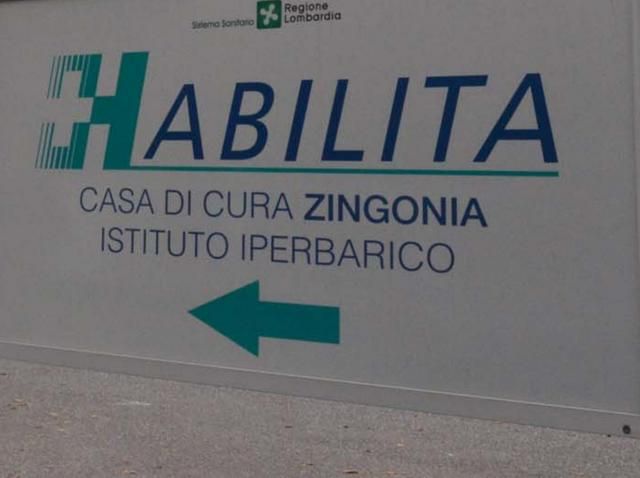 Sistema Sanitario
Regione
Lombardia
HABILITA
CASA DI CURA ZINGONIA
ISTITUTO IPERBARICO